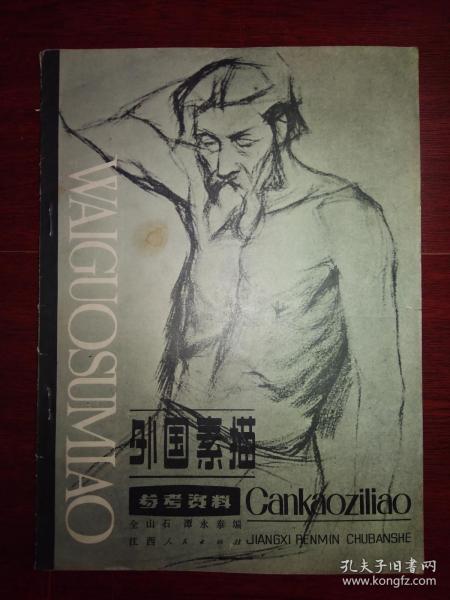 WAIGUOSUMIAO
外国素描
参考资料
Cankaoziliao
全山石 谭永泰编
江西人民出版社
JIANGXI RENMIN CHUBANSHE
孔夫子旧书网
www.kongfz.com